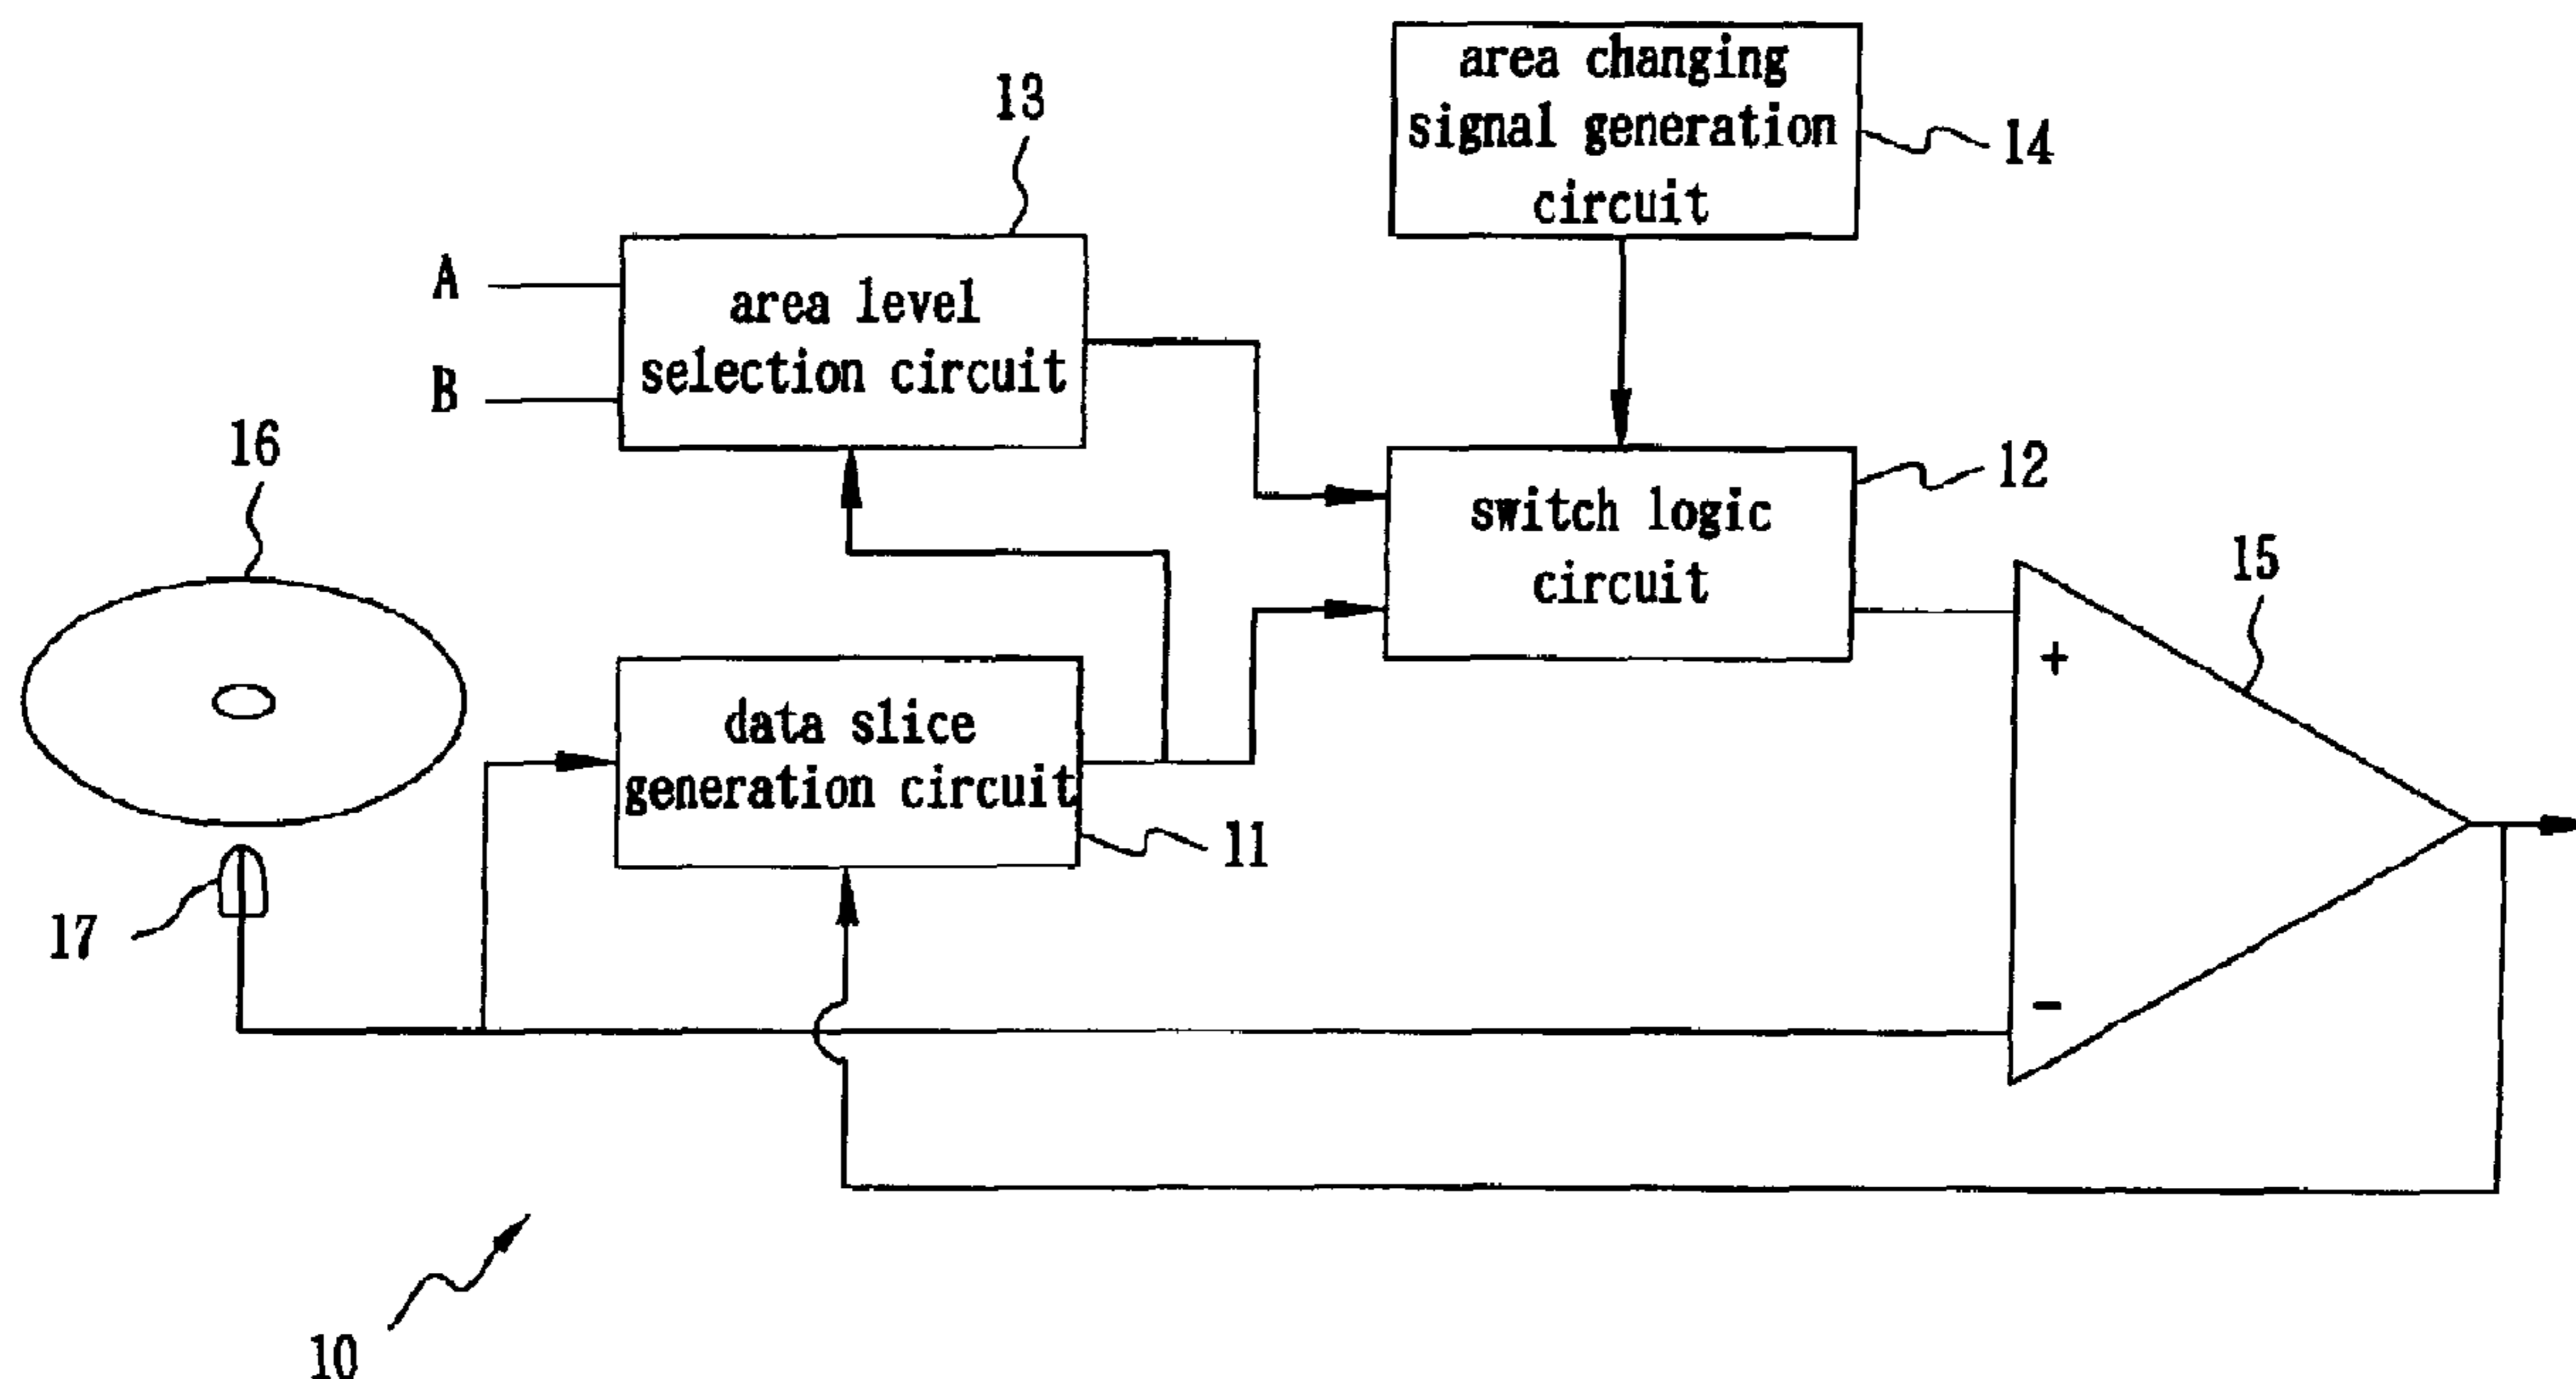 area changing
signal generation
circuit
14
13
A
area level
selection circuit
B
16
12
switch logic
circuit
15
+
data slice
generation circuit
11
17
-
10